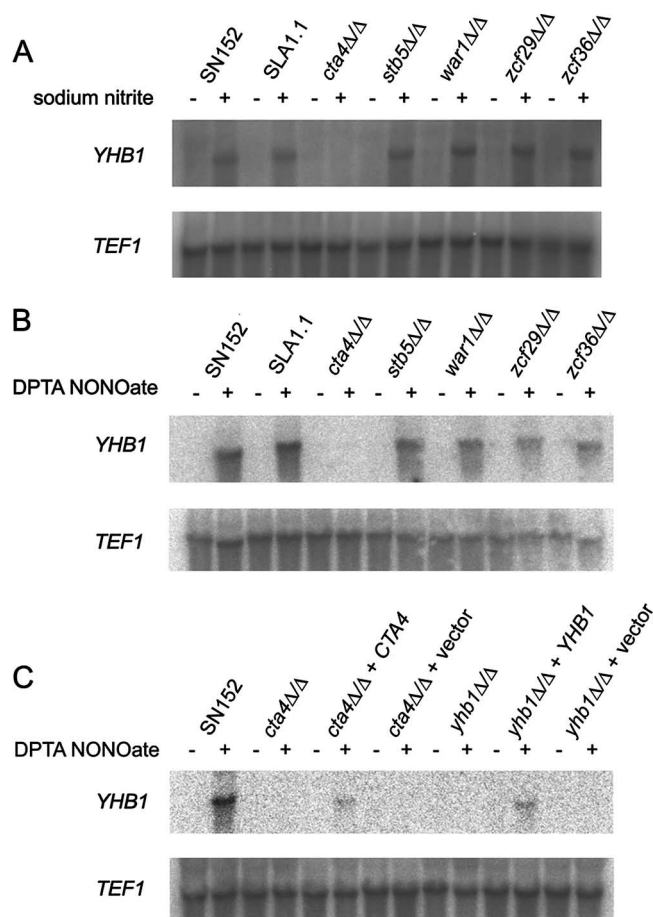 A
SN152 SLA1.1 cta4Δ/Δ stb5Δ/Δ war1Δ/Δ zcf29Δ/Δ zcf36Δ/Δ
sodium nitrite - + - + - + - + - + - + - +
YHB1
TEF1
B
SN152 SLA1.1 cta4Δ/Δ stb5Δ/Δ war1Δ/Δ zcf29Δ/Δ zcf36Δ/Δ
DPTA NONOate - + - + - + - + - + - + - +
YHB1
TEF1
C
SN152 cta4Δ/Δ cta4Δ/Δ + CTA4 cta4Δ/Δ + vector yhb1Δ/Δ yhb1Δ/Δ + YHB1 yhb1Δ/Δ + vector
DPTA NONOate - + - + - + - + - + - + - +
YHB1
TEF1